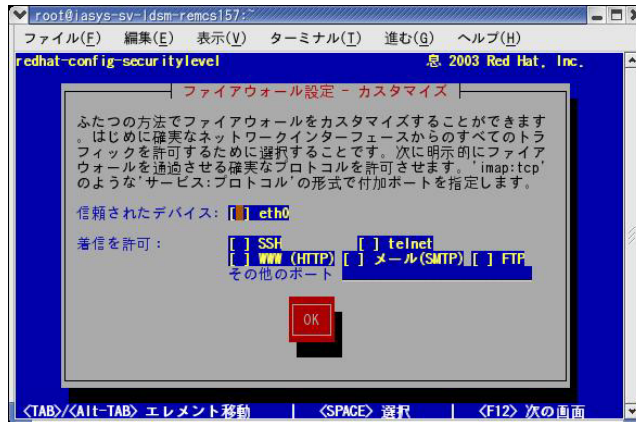 root@iasys-sv-ldsm-remcs157:~
ファイル(F) 編集(E) 表示(V) ターミナル(T) 進む(G) ヘルプ(H)
redhat-config-securitylevel 息 2003 Red Hat, Inc.
ファイアウォール設定 - カスタマイズ
ふたつの方法でファイアウォールをカスタマイズすることができます
。はじめに確実なネットワークインターフェースからのすべてのトラ
フィックを許可するために選択することです。次に明示的にファイア
ウォールを通過させる確実なプロトコルを許可させます。'imap:tcp'
のような'サービス:プロトコル'の形式で付加ポートを指定します。
信頼されたデバイス: [ ] eth0
着信を許可: [ ] SSH [ ] telnet
[ ] WWW (HTTP) [ ] メール(SMTP) [ ] FTP
その他のポート
OK
<TAB>/<Alt-TAB> エレメント移動 | <SPACE> 選択 | <F12> 次の画面